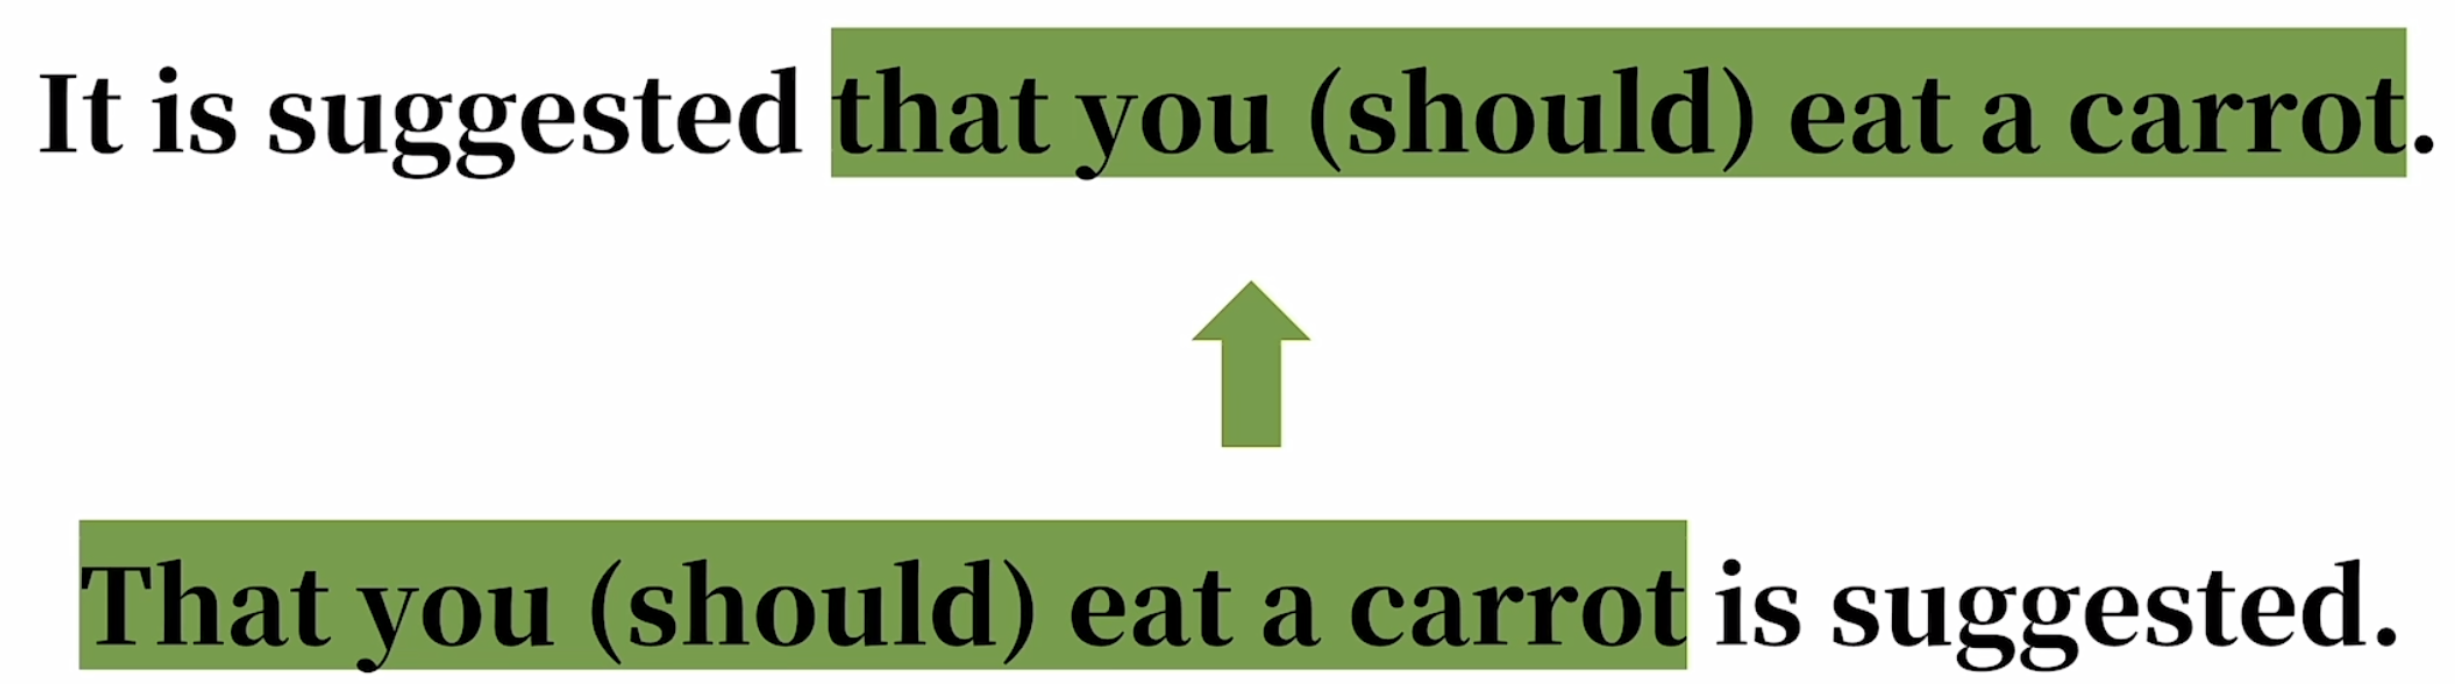 It is suggested that you (should) eat a carrot.
That you (should) eat a carrot is suggested.